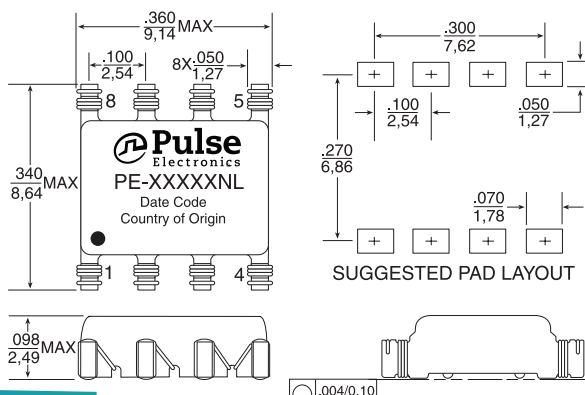 .360
9,14 MAX
.100
2,54
8X .050
1,27
8
5
Pulse
Electronics
PE-XXXXXNL
Date Code
Country of Origin
.340
8,64 MAX
1
4
.300
7,62
.100
2,54
.050
1,27
.270
6,86
.070
1,78
SUGGESTED PAD LAYOUT
.098
2,49 MAX
.004/0.10